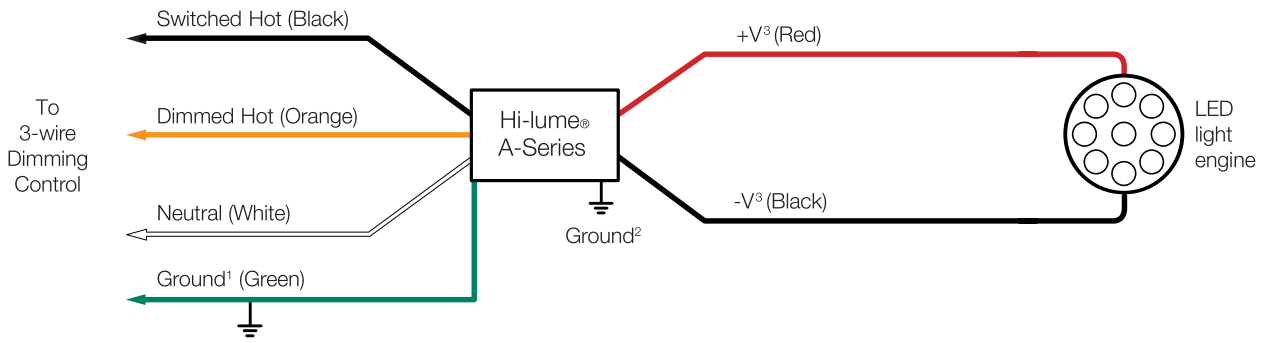 Switched Hot (Black)
To
3-wire
Dimming
Control
Dimmed Hot (Orange)
Neutral (White)
Ground¹ (Green)
Hi-lume®
A-Series
Ground²
+V³ (Red)
-V³ (Black)
LED
light
engine